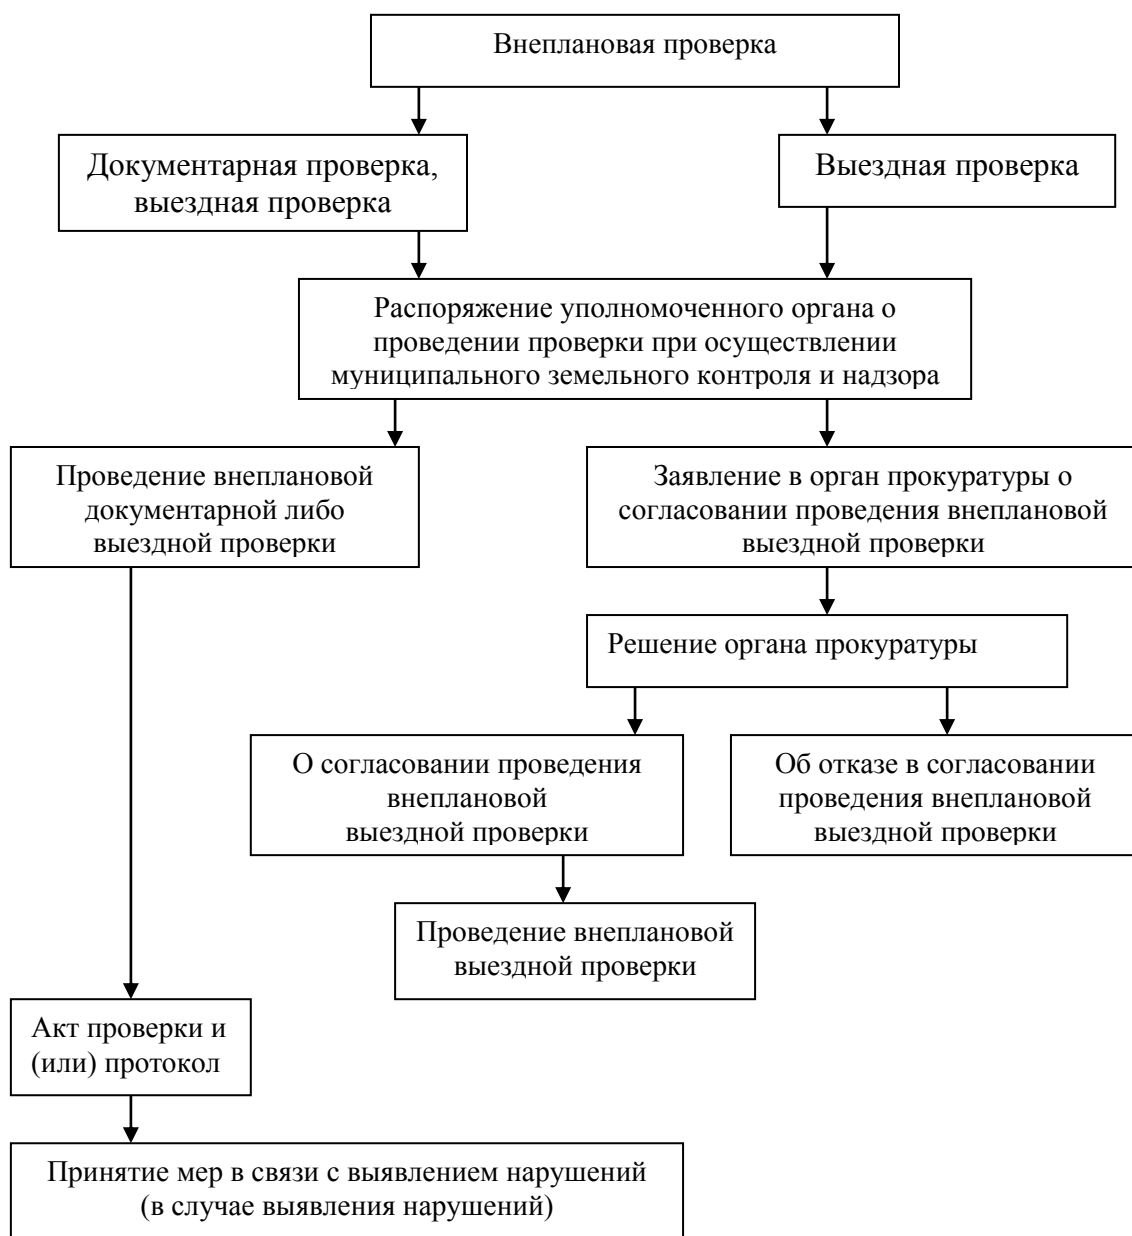 Внеплановая проверка
Документарная проверка,
выездная проверка
Выездная проверка
Распоряжение уполномоченного органа о
проведении проверки при осуществлении
муниципального земельного контроля и надзора
Проведение внеплановой
документарной либо
выездной проверки
Заявление в орган прокуратуры о
согласовании проведения внеплановой
выездной проверки
Решение органа прокуратуры
О согласовании проведения
внеплановой
выездной проверки
Об отказе в согласовании
проведения внеплановой
выездной проверки
Проведение внеплановой
выездной проверки
Акт проверки и
(или) протокол
Принятие мер в связи с выявлением нарушений
(в случае выявления нарушений)